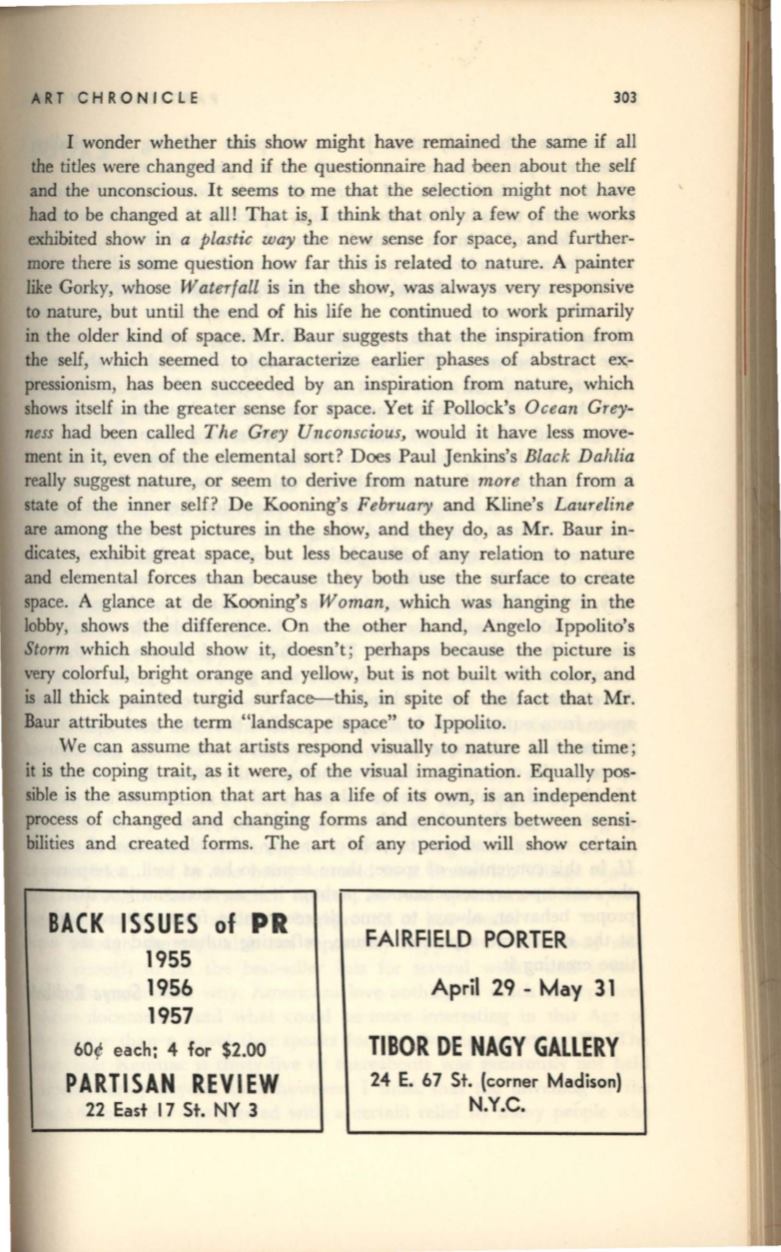 ART CHRONICLE 303
I wonder whether this show might have remained the same if all
the titles were changed and if the questionnaire had been about the self
and the unconscious. It seems to me that the selection might not have
had to be changed at all! That is, I think that only a few of the works
exhibited show in a plastic way the new sense for space, and further-
more there is some question how far this is related to nature. A painter
like Gorky, whose Waterfall is in the show, was always very responsive
to nature, but until the end of his life he continued to work primarily
in the older kind of space. Mr. Baur suggests that the inspiration from
the self, which seemed to characterize earlier phases of abstract ex-
pressionism, has been succeeded by an inspiration from nature, which
shows itself in the greater sense for space. Yet if Pollock's Ocean Grey-
ness had been called The Grey Unconscious, would it have less move-
ment in it, even of the elemental sort? Does Paul Jenkins's Black Dahlia
really suggest nature, or seem to derive from nature more than from a
state of the inner self? De Kooning's February and Kline's Laureline
are among the best pictures in the show, and they do, as Mr. Baur in-
dicates, exhibit great space, but less because of any relation to nature
and elemental forces than because they both use the surface to create
space. A glance at de Kooning's Woman, which was hanging in the
lobby, shows the difference. On the other hand, Angelo Ippolito's
Storm which should show it, doesn't; perhaps because the picture is
very colorful, bright orange and yellow, but is not built with color, and
is all thick painted turgid surface—this, in spite of the fact that Mr.
Baur attributes the term "landscape space" to Ippolito.
We can assume that artists respond visually to nature all the time;
it is the coping trait, as it were, of the visual imagination. Equally pos-
sible is the assumption that art has a life of its own, is an independent
process of changed and changing forms and encounters between sensi-
bilities and created forms. The art of any period will show certain
BACK ISSUES of PR
1955
1956
1957
60¢ each; 4 for $2.00
PARTISAN REVIEW
22 East 17 St. NY 3
FAIRFIELD PORTER
April 29 - May 31
TIBOR DE NAGY GALLERY
24 E. 67 St. (corner Madison)
N.Y.C.